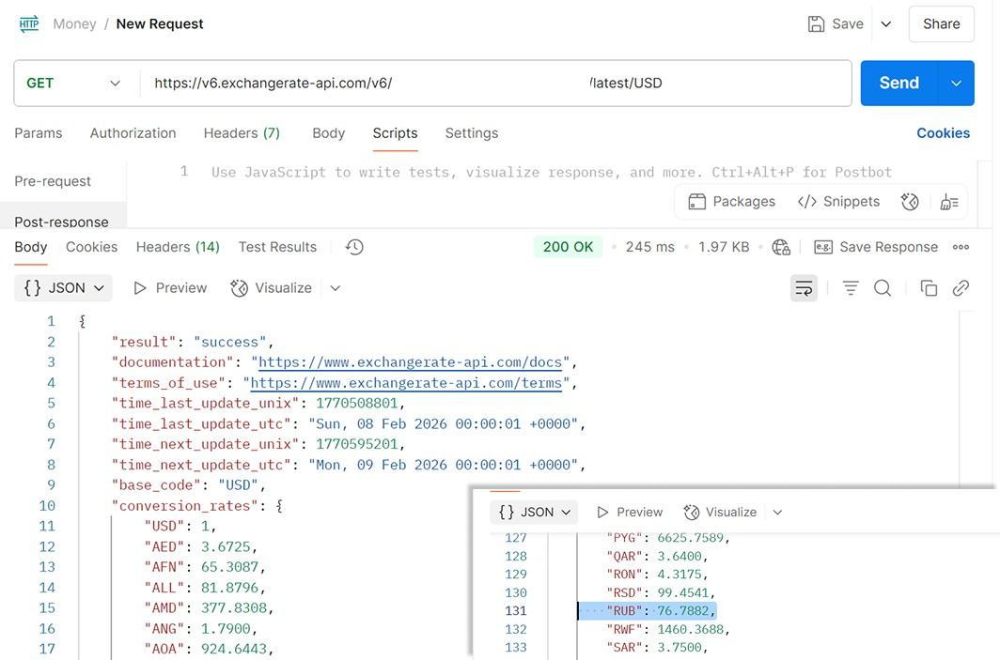 HTTP Money / New Request Save Share
GET https://v6.exchangerate-api.com/v6/ /latest/USD Send
Params Authorization Headers (7) Body Scripts Settings Cookies
Pre-request
Post-response
1 Use JavaScript to write tests, visualize response, and more. Ctrl+Alt+P for Postbot
Packages </> Snippets
Body Cookies Headers (14) Test Results 200 OK • 245 ms • 1.97 KB • e.g. Save Response
{} JSON Preview Visualize
1 {
2 "result": "success",
3 "documentation": "https://www.exchangerate-api.com/docs",
4 "terms_of_use": "https://www.exchangerate-api.com/terms",
5 "time_last_update_unix": 1770508801,
6 "time_last_update_utc": "Sun, 08 Feb 2026 00:00:01 +0000",
7 "time_next_update_unix": 1770595201,
8 "time_next_update_utc": "Mon, 09 Feb 2026 00:00:01 +0000",
9 "base_code": "USD",
10 "conversion_rates": {
11 "USD": 1,
12 "AED": 3.6725,
13 "AFN": 65.3087,
14 "ALL": 81.8796,
15 "AMD": 377.8308,
16 "ANG": 1.7900,
17 "AOA": 924.6443,
{} JSON Preview Visualize
127 "PYG": 6625.7589,
128 "QAR": 3.6400,
129 "RON": 4.3175,
130 "RSD": 99.4541,
131 "RUB": 76.7882,
132 "RWF": 1460.3688,
133 "SAR": 3.7500,